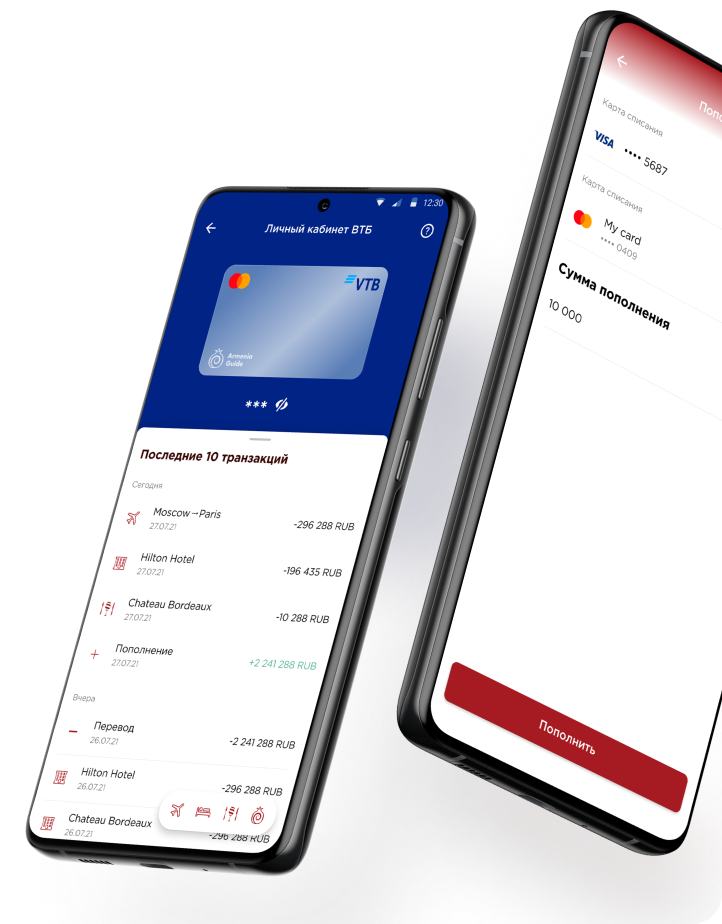 12:30
Личный кабинет ВТБ
?
VTB
Armenia
Guide
***
Последние 10 транзакций
Сегодня
Moscow→Paris
27.07.21
-296 288 RUB
Hilton Hotel
27.07.21
-196 435 RUB
Chateau Bordeaux
27.07.21
-10 288 RUB
Пополнение
27.07.21
+2 241 288 RUB
Вчера
Перевод
26.07.21
-2 241 288 RUB
Hilton Hotel
26.07.21
-296 288 RUB
Chateau Bordeaux
26.07.21
-296 288 RUB
Попо
Карта списания
VISA •••• 5687
Карта списания
My card
•••• 0409
Сумма пополнения
10 000
Пополнить